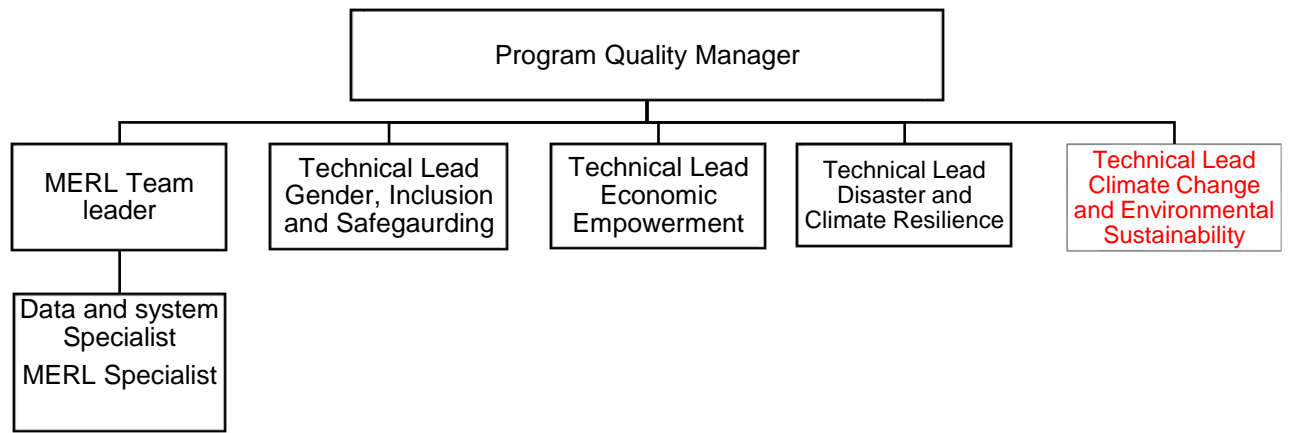 Program Quality Manager
MERL Team
leader
Technical Lead
Gender, Inclusion
and Safegaurding
Technical Lead
Economic
Empowerment
Technical Lead
Disaster and
Climate Resilience
Technical Lead
Climate Change
and Environmental
Sustainability
Data and system
Specialist
MERL Specialist